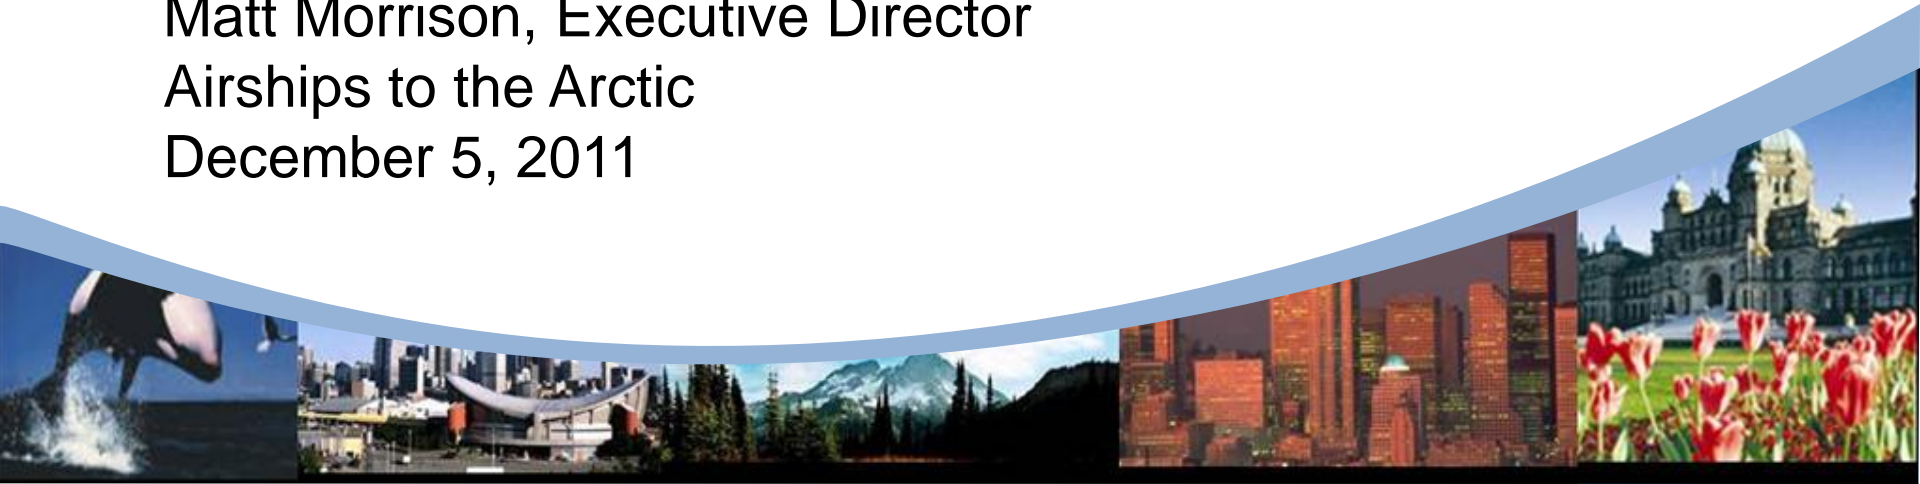 Matt Morrison, Executive Director
Airships to the Arctic
December 5, 2011